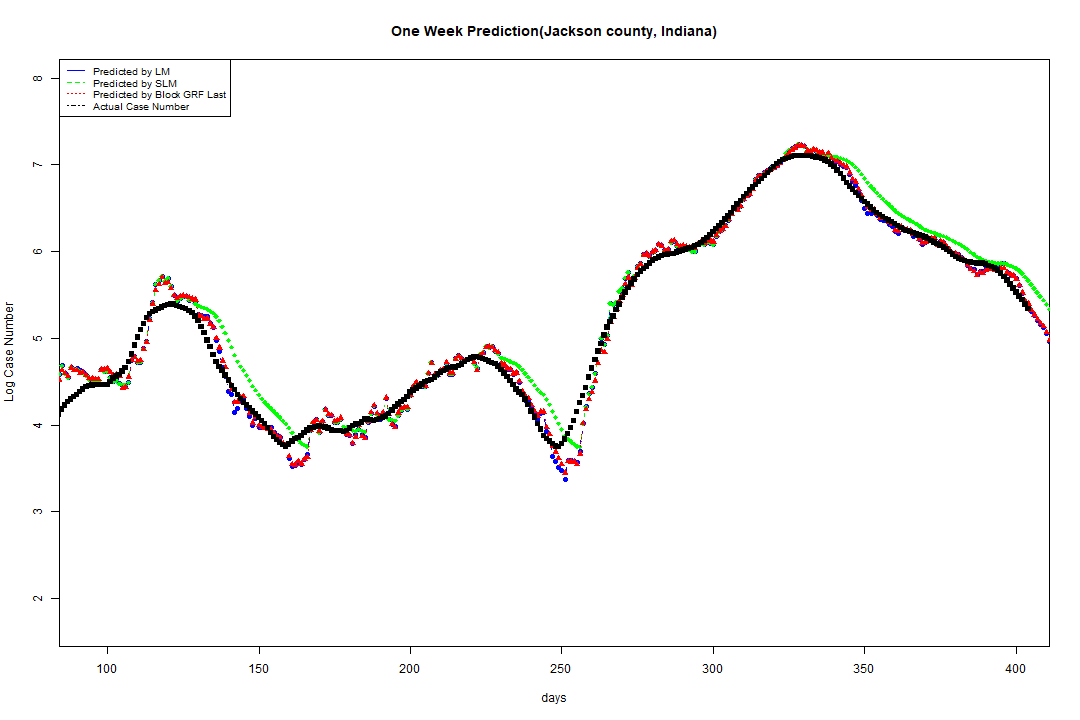 One Week Prediction(Jackson county, Indiana)
Predicted by LM
Predicted by SLM
Predicted by Block GRF Last
Actual Case Number
8
7
6
5
4
3
2
Log Case Number
100 150 200 250 300 350 400
days